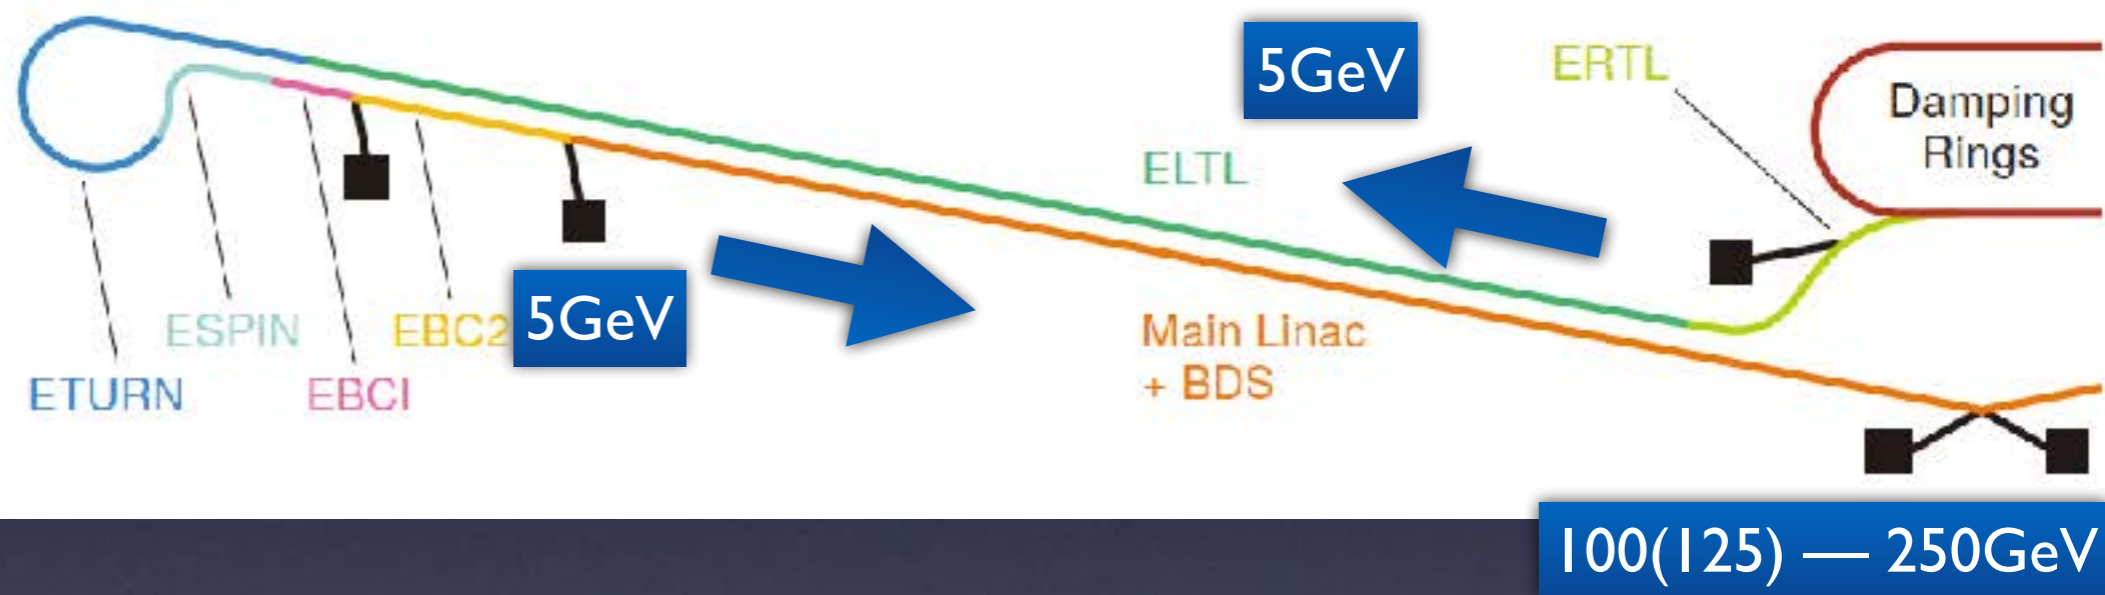 5GeV
ERTL
Damping
Rings
ELTL
ESPIN
EBC2
5GeV
Main Linac
+ BDS
ETURN
EBC1
100(125) — 250GeV